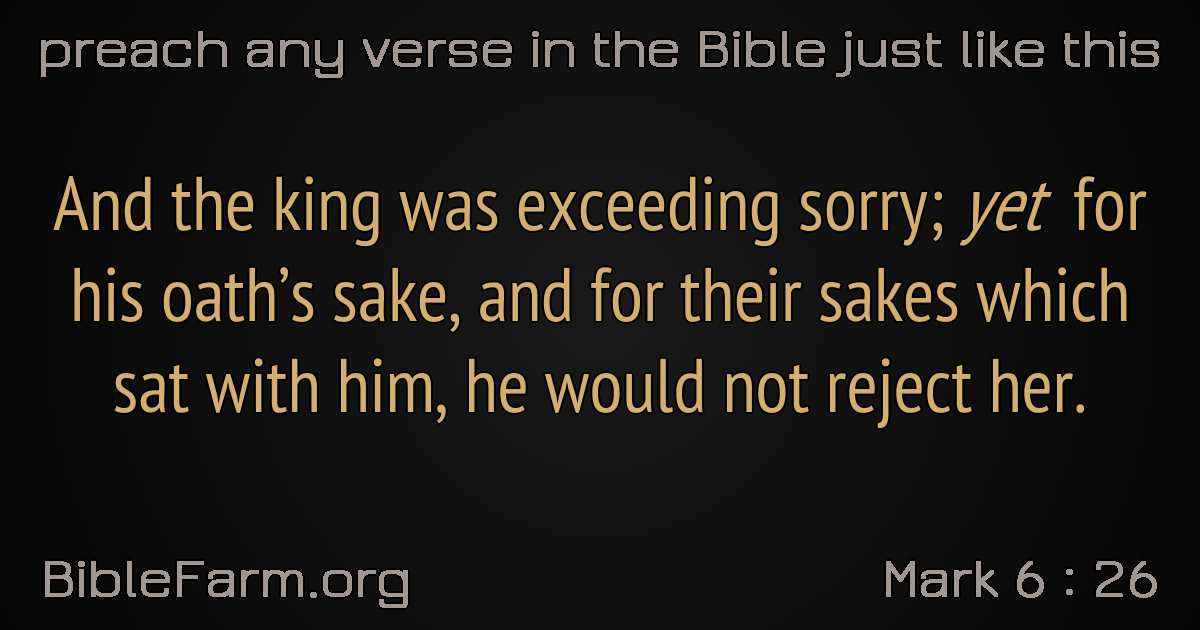 preach any verse in the Bible just like this
And the king was exceeding sorry; yet for
his oath’s sake, and for their sakes which
sat with him, he would not reject her.
BibleFarm.org
Mark 6 : 26